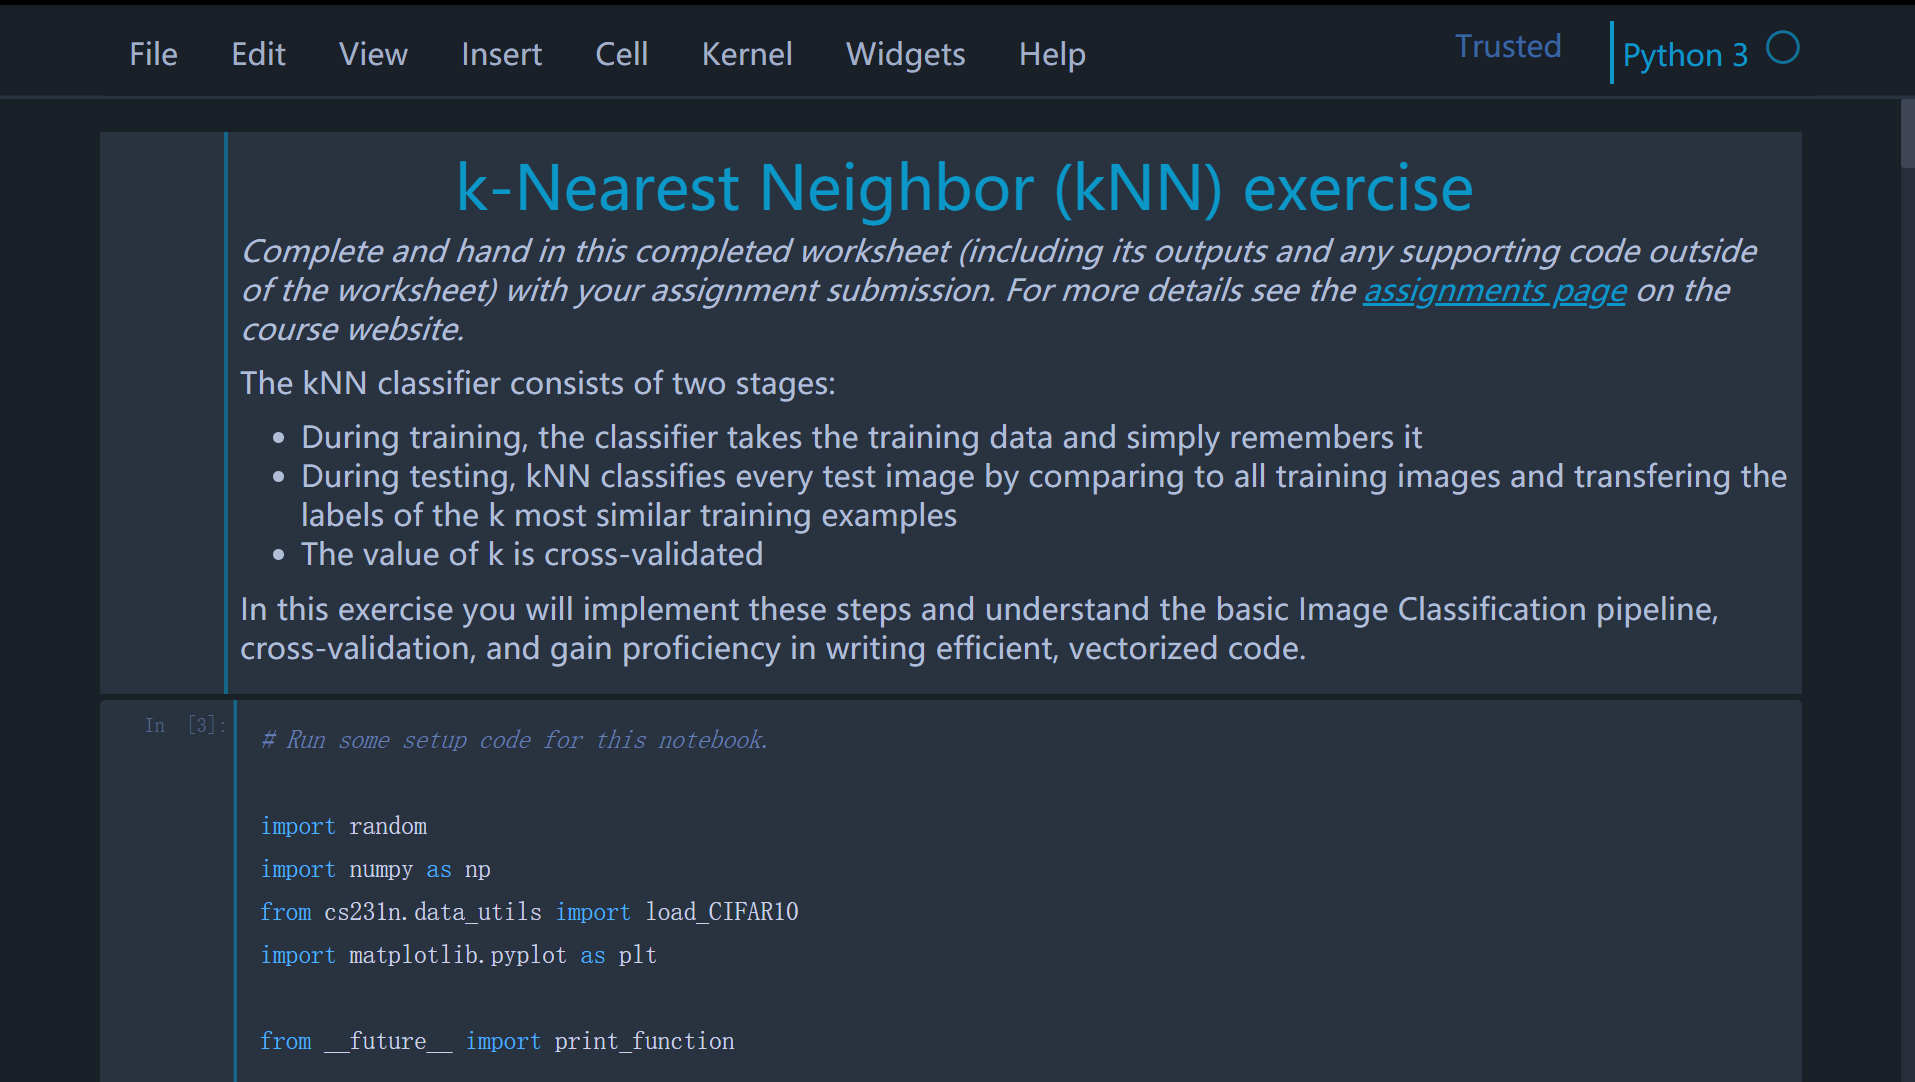 File Edit View Insert Cell Kernel Widgets Help Trusted Python 3
k-Nearest Neighbor (kNN) exercise
Complete and hand in this completed worksheet (including its outputs and any supporting code outside
of the worksheet) with your assignment submission. For more details see the assignments page on the
course website.
The kNN classifier consists of two stages:
• During training, the classifier takes the training data and simply remembers it
• During testing, kNN classifies every test image by comparing to all training images and transfering the
labels of the k most similar training examples
• The value of k is cross-validated
In this exercise you will implement these steps and understand the basic Image Classification pipeline,
cross-validation, and gain proficiency in writing efficient, vectorized code.
In [3]:
# Run some setup code for this notebook.
import random
import numpy as np
from cs231n.data_utils import load_CIFAR10
import matplotlib.pyplot as plt
from __future__ import print_function